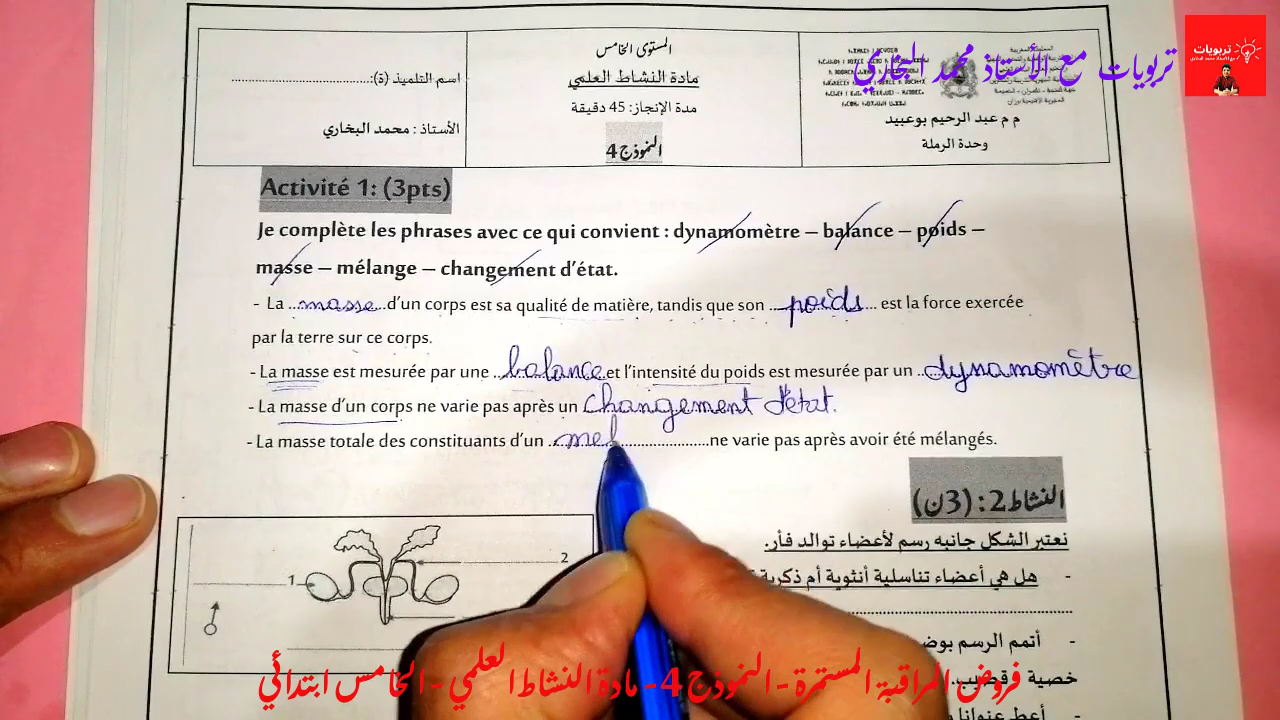 تربويات مع الأستاذ محمد البخاري
تربويات
المستوى الخامس
مادة النشاط العلمي
مدة الإنجاز: 45 دقيقة
النموذج 4
اسم التلميذ (ة):
الأستاذ : محمد البخاري
م م عبد الرحيم بوعبيد
وحدة الرملة
Activité 1: (3pts)
Je complète les phrases avec ce qui convient : dynamomètre – balance – poids –
masse – mélange – changement d'état.
- La ...masse...d'un corps est sa qualité de matière, tandis que son ....poids.... est la force exercée
par la terre sur ce corps.
- La masse est mesurée par une ..balance et l'intensité du poids est mesurée par un ..dynamomètre
- La masse d'un corps ne varie pas après un changement d'état.
- La masse totale des constituants d'un ..mel....................ne varie pas après avoir été mélangés.
النشاط 2: (3ن)
نعتبر الشكل جانبه رسم لأعضاء توالد فأر.
- هل هي أعضاء تناسلية أنثوية أم ذكرية
1
2
- أتمم الرسم بوض
خصية – قضيب
- أعط عنوانا
فروض المراقبة المستمرة - النموذج 4 - مادة النشاط العلمي - الخامس ابتدائي